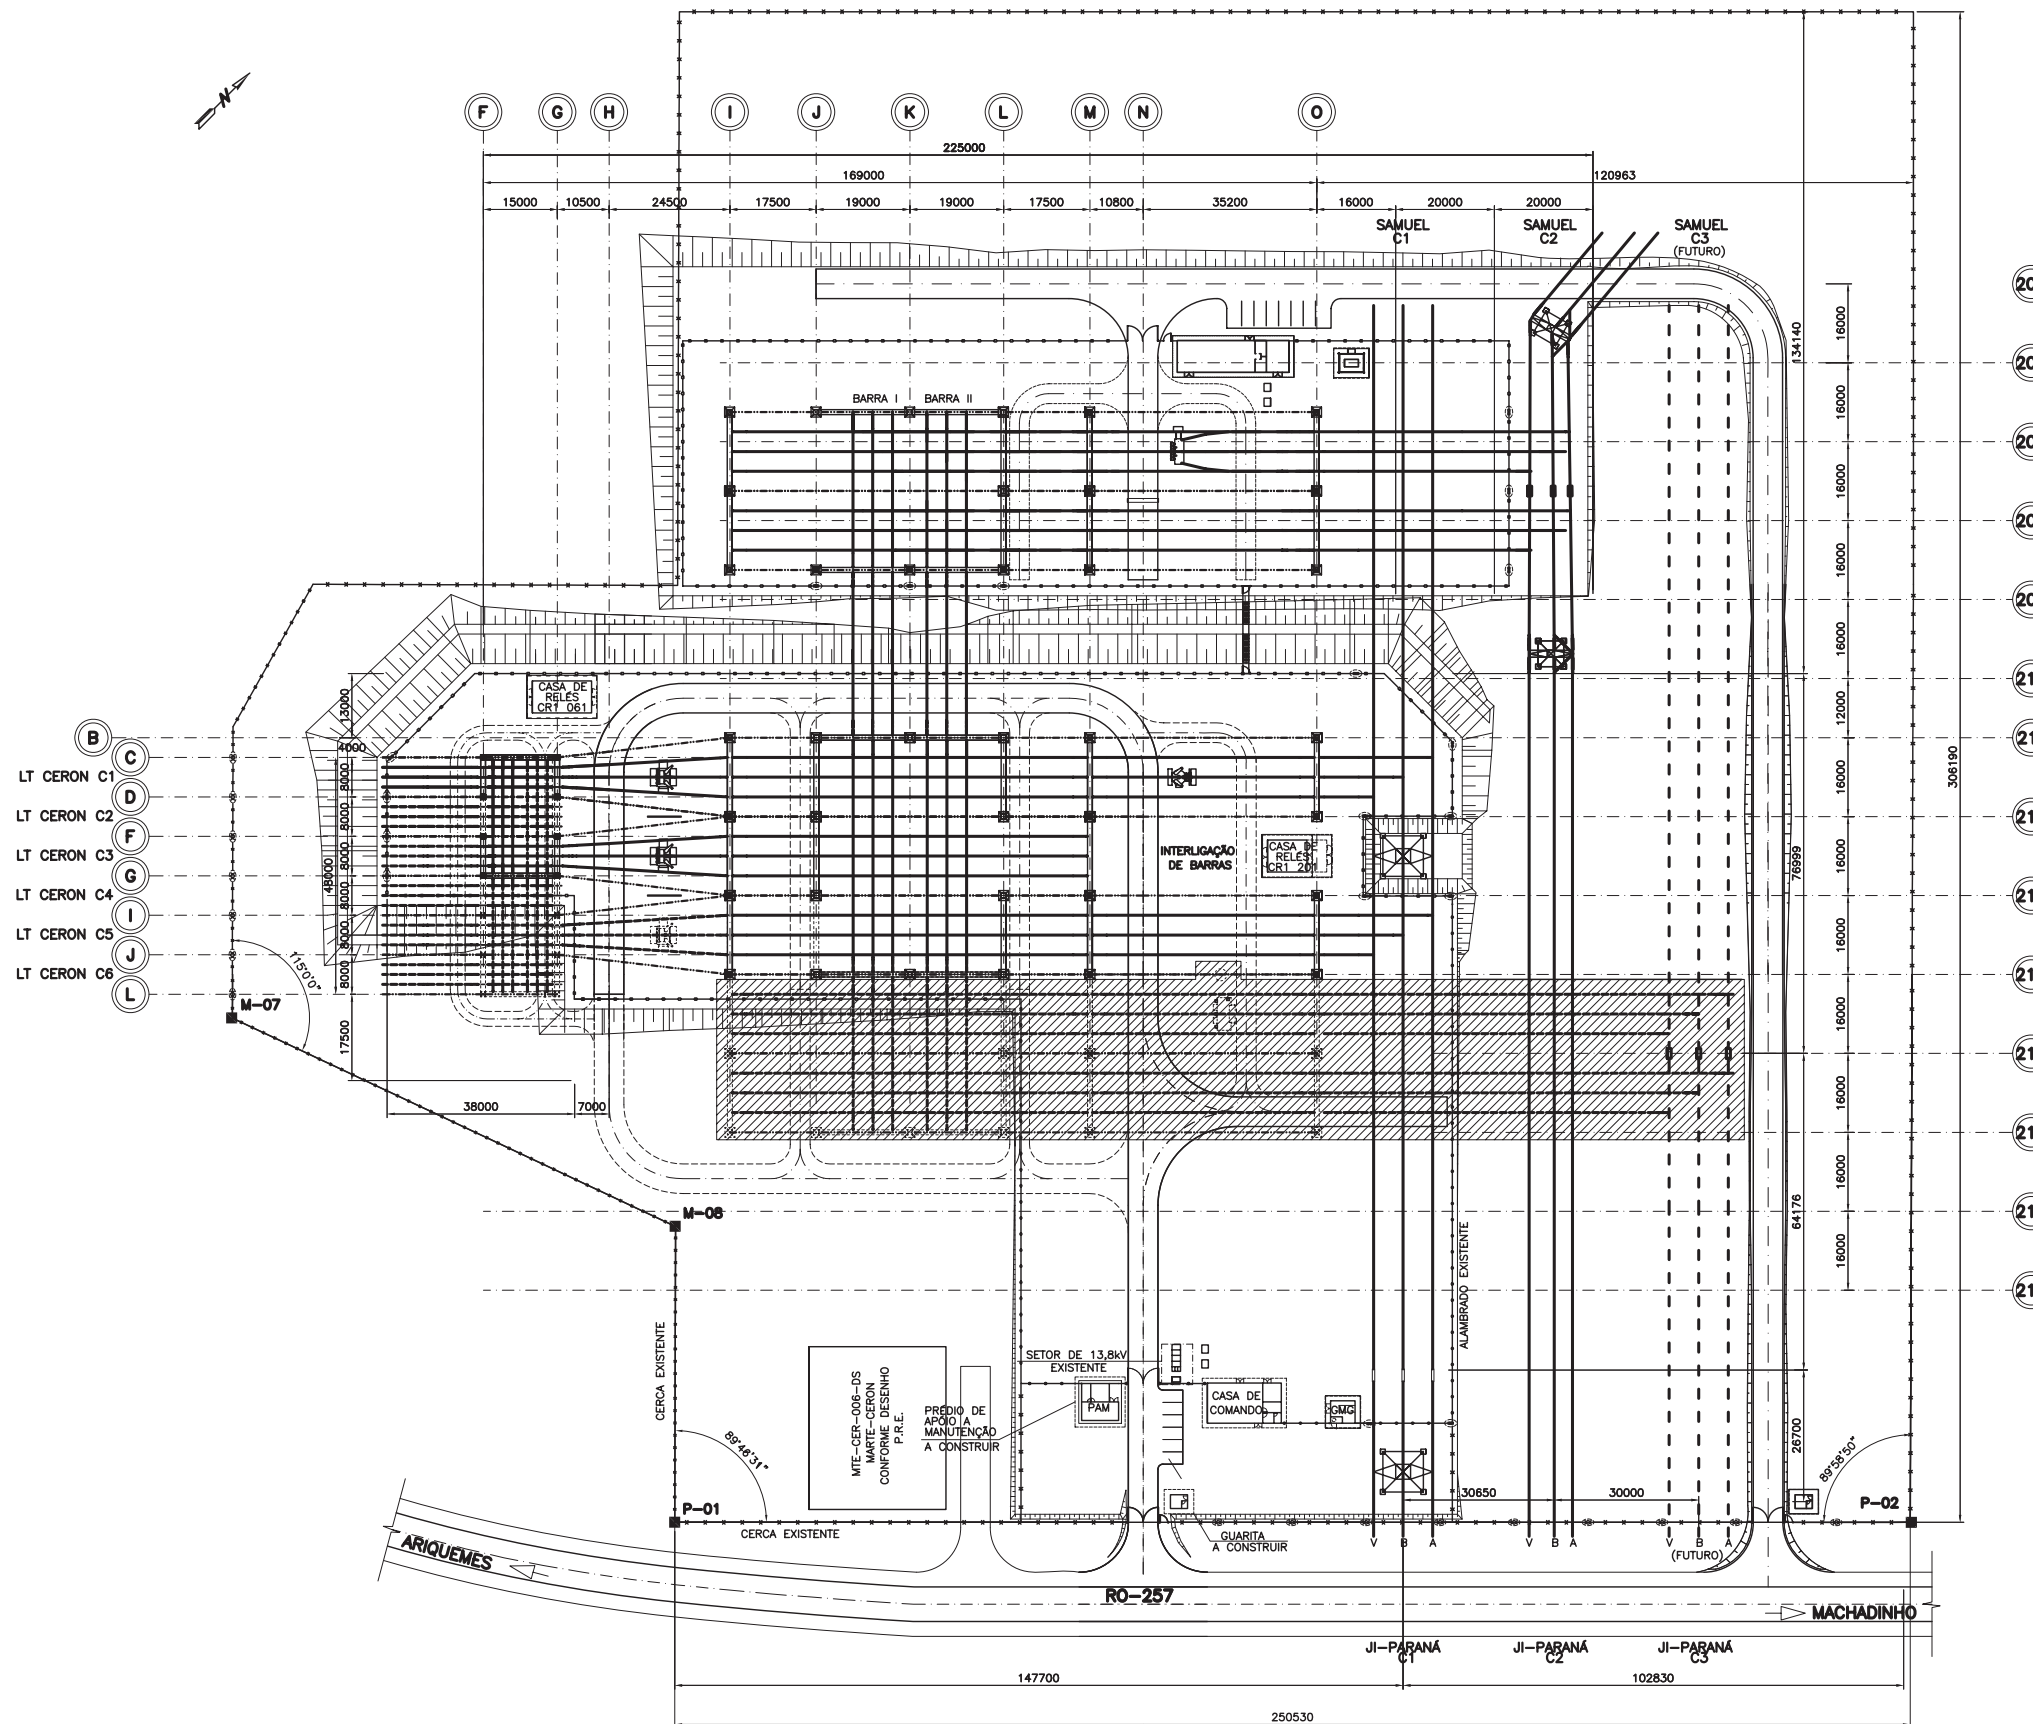 N
F G H I J K L M N O
225000
169000
120963
15000 10500 24500 17500 19000 19000 17500 10800 35200 16000 20000 20000
SAMUEL
C1
SAMUEL
C2
SAMUEL
C3
(FUTURO)
134140
16000
16000
16000
16000
16000
12000
16000
16000
16000
16000
16000
16000
16000
306190
BARRA I
BARRA II
CASA DE
RELÉS
CR1 061
13000
4000
B
C
LT CERON C1
D
LT CERON C2
F
LT CERON C3
G
LT CERON C4
I
LT CERON C5
J
LT CERON C6
L
8000
8000
8000
8000
8000
8000
48000
17500
INTERLIGAÇÃO
DE BARRAS
CASA DE
RELÉS
CR1 201
76999
M-07
115°0'0"
38000
7000
M-08
64176
ALAMBRADO EXISTENTE
CERCA EXISTENTE
SETOR DE 13,8kV
EXISTENTE
MTE-CER-006-DS
MARTE-CERON
CONFORME DESENHO
P.R.E.
PRÉDIO DE
APOIO A
MANUTENÇÃO
A CONSTRUIR
PAM
CASA DE
COMANDO
GMG
26700
89°46'31"
89°58'50"
30650
30000
P-01
P-02
CERCA EXISTENTE
GUARITA
A CONSTRUIR
V B A
V B A
V B A
(FUTURO)
ARIQUEMES
RO-257
MACHADINHO
JI-PARANÁ
C1
JI-PARANÁ
C2
JI-PARANÁ
C3
147700
102830
250530